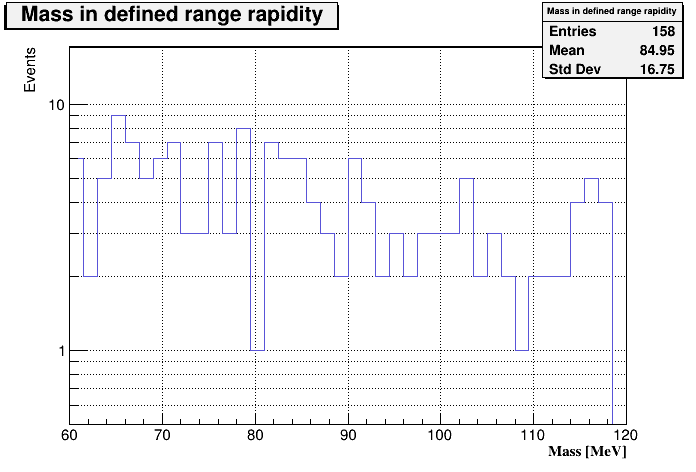 Mass in defined range rapidity
Mass in defined range rapidity
Entries 158
Mean 84.95
Std Dev 16.75
Events
10
1
60 70 80 90 100 110 120
Mass [MeV]